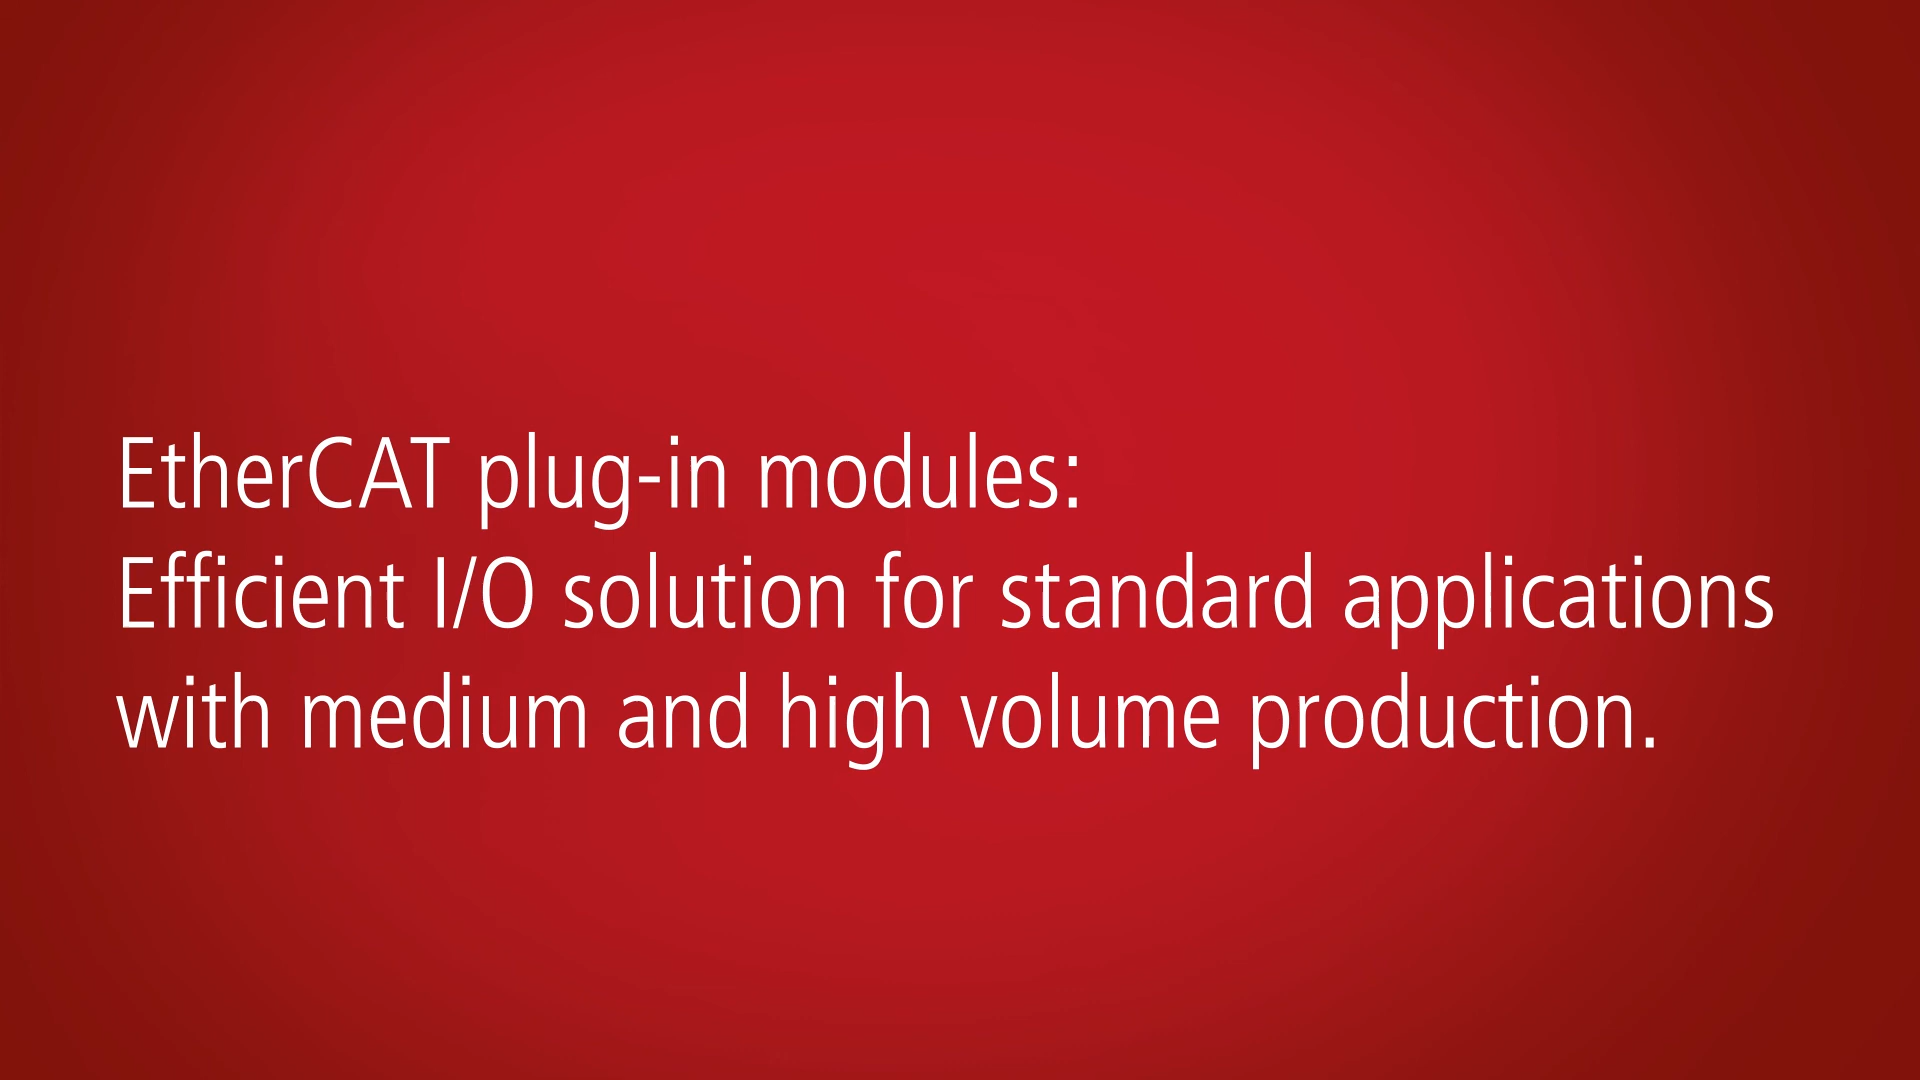 EtherCAT plug-in modules:
Efficient I/O solution for standard applications
with medium and high volume production.